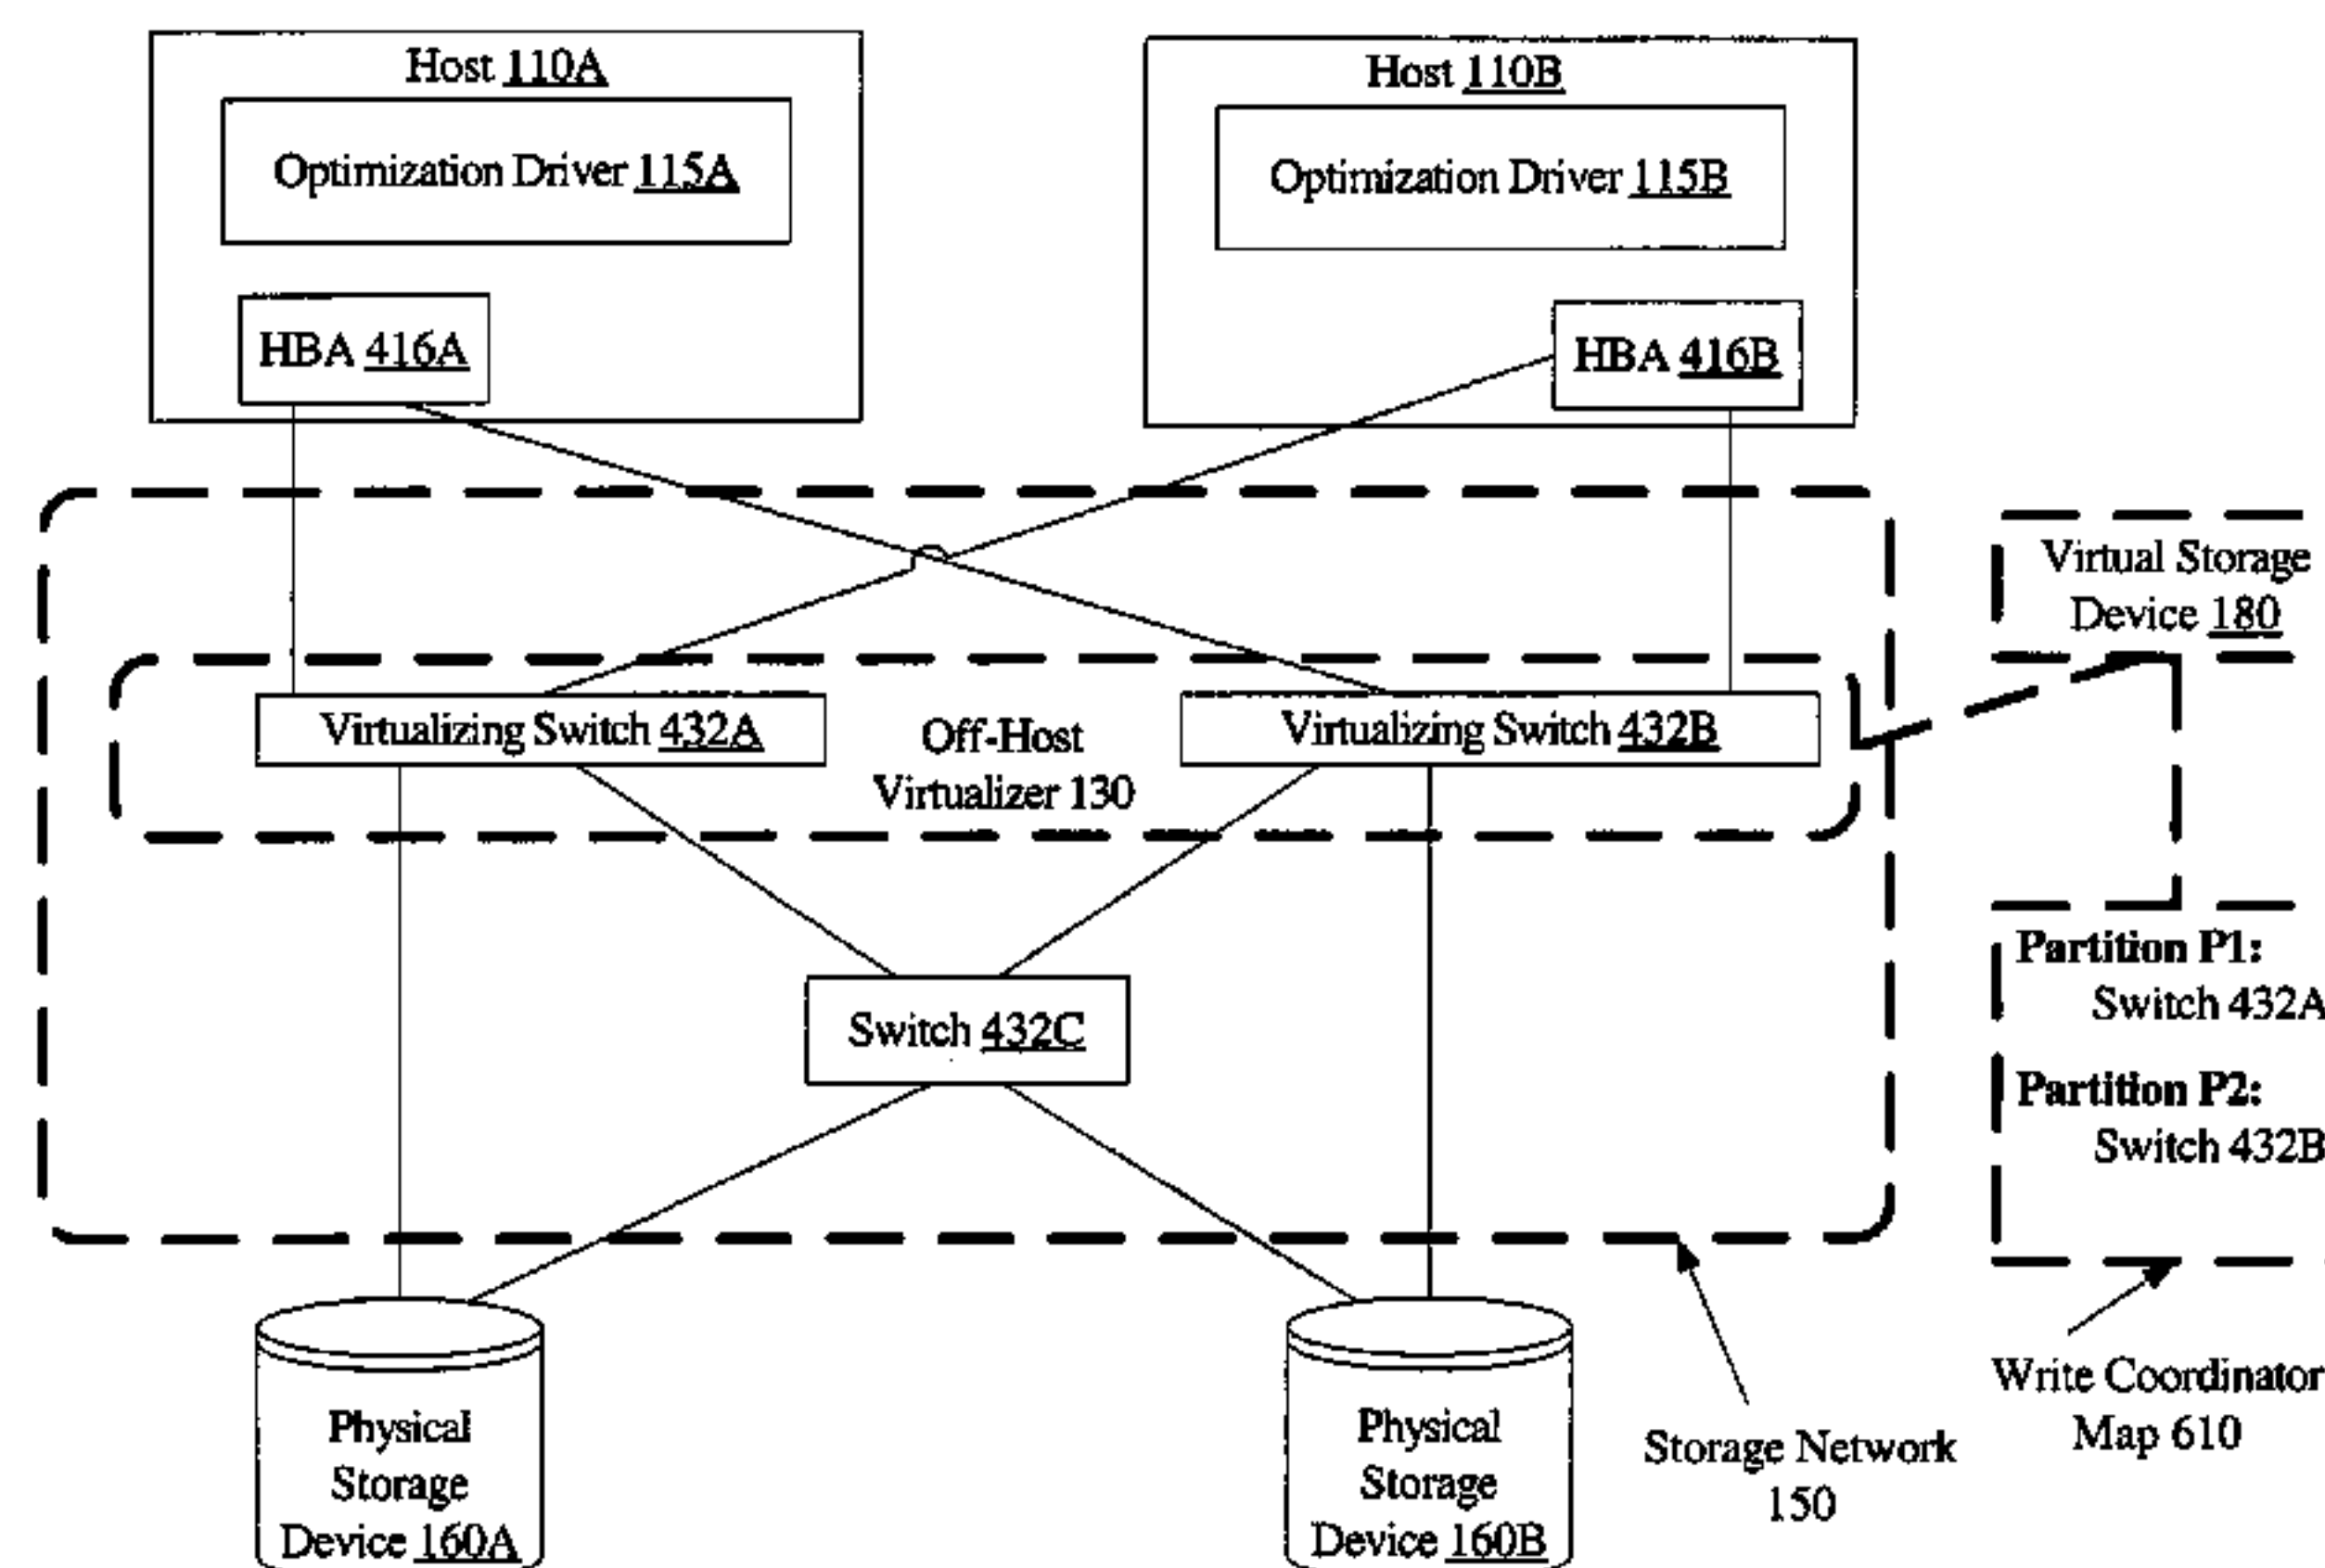 Host 110A
Optimization Driver 115A
HBA 416A
Host 110B
Optimization Driver 115B
HBA 416B
Virtual Storage
Device 180
Virtualizing Switch 432A
Off-Host
Virtualizer 130
Virtualizing Switch 432B
Partition P1:
Switch 432A
Partition P2:
Switch 432B
Switch 432C
Write Coordinator
Map 610
Storage Network
150
Physical
Storage
Device 160A
Physical
Storage
Device 160B